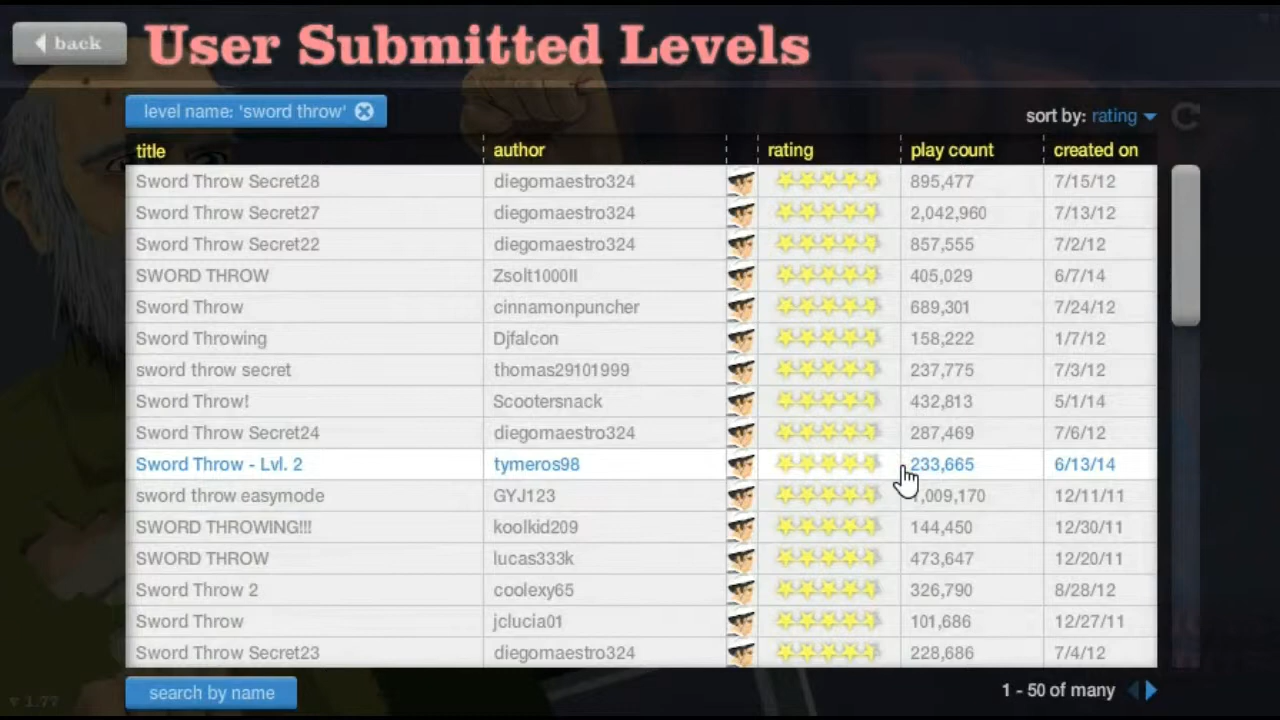 back
User Submitted Levels
level name: 'sword throw'
sort by: rating
title author rating play count created on
Sword Throw Secret28 diegomaestro324 895,477 7/15/12
Sword Throw Secret27 diegomaestro324 2,042,960 7/13/12
Sword Throw Secret22 diegomaestro324 857,555 7/2/12
SWORD THROW Zsolt1000II 405,029 6/7/14
Sword Throw cinnamonpuncher 689,301 7/24/12
Sword Throwing Djfalcon 158,222 1/7/12
sword throw secret thomas29101999 237,775 7/3/12
Sword Throw! Scootersnack 432,813 5/1/14
Sword Throw Secret24 diegomaestro324 287,469 7/6/12
Sword Throw - Lvl. 2 tymeros98 233,665 6/13/14
sword throw easymode GYJ123 ,009,170 12/11/11
SWORD THROWING!!! koolkid209 144,450 12/30/11
SWORD THROW lucas333k 473,647 12/20/11
Sword Throw 2 coolexy65 326,790 8/28/12
Sword Throw jclucia01 101,686 12/27/11
Sword Throw Secret23 diegomaestro324 228,686 7/4/12
search by name
1 - 50 of many
v 1.77